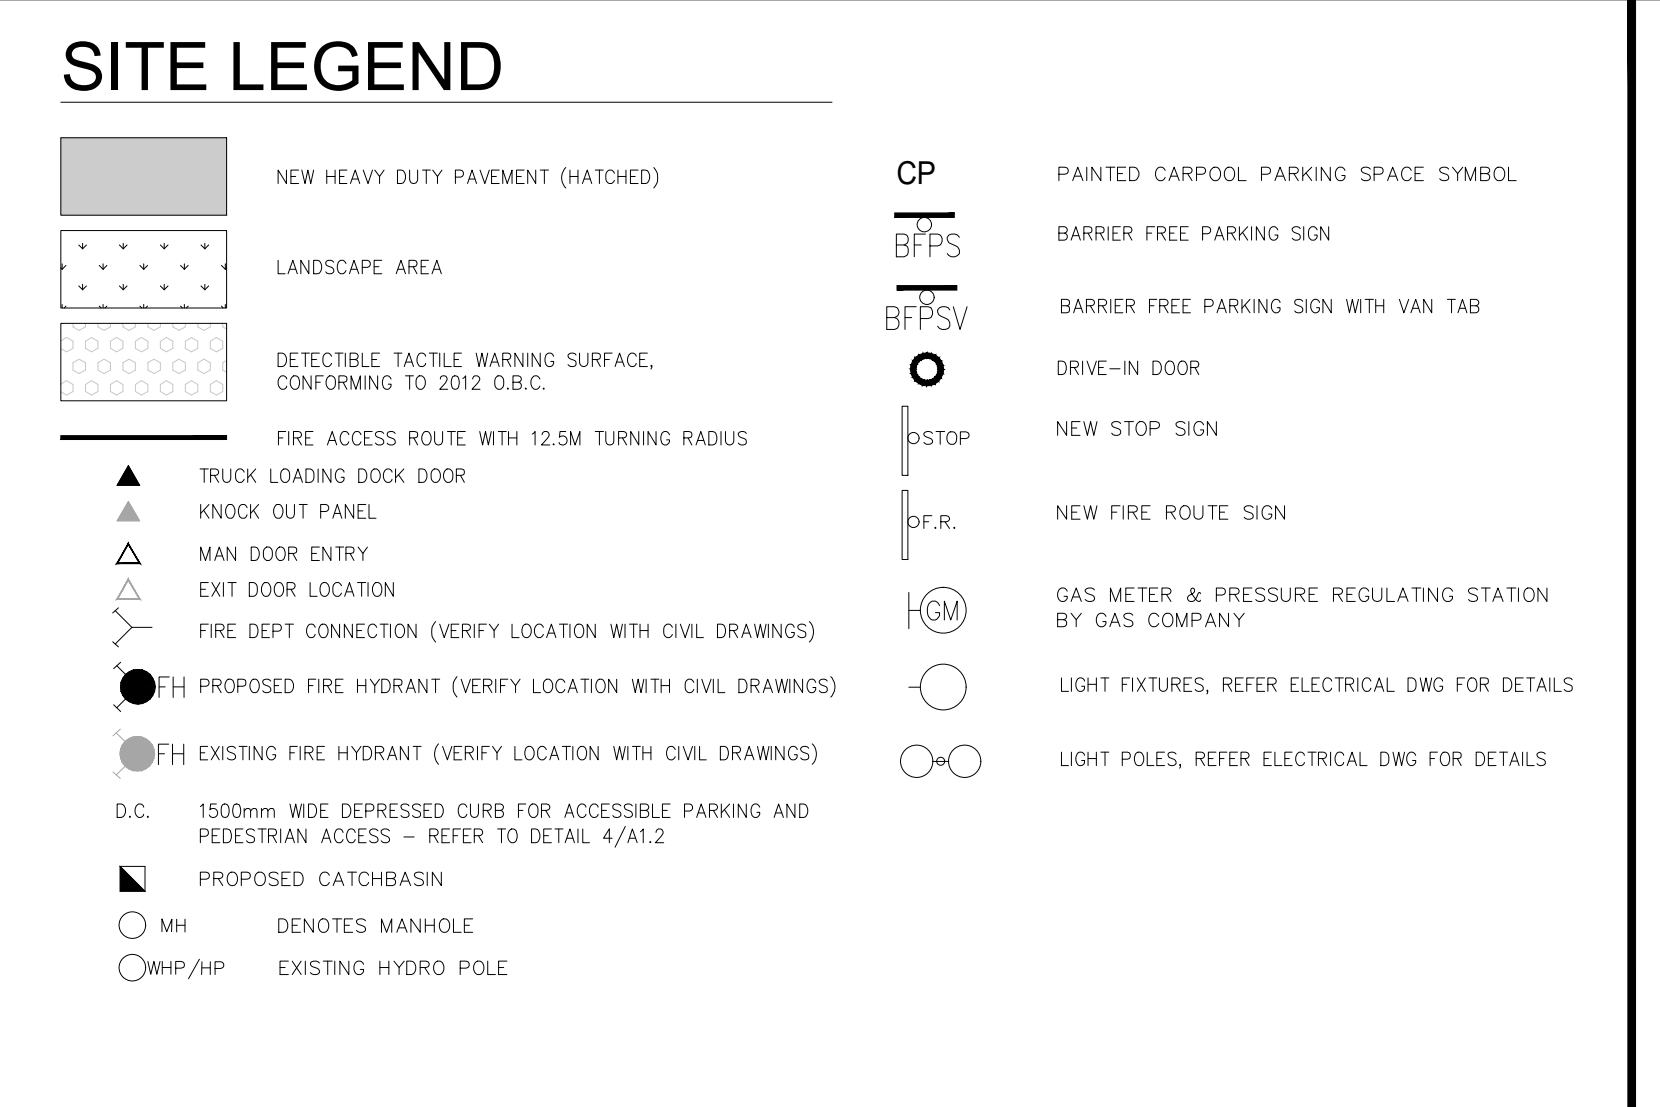 SITE LEGEND
NEW HEAVY DUTY PAVEMENT (HATCHED)
LANDSCAPE AREA
DETECTIBLE TACTILE WARNING SURFACE,
CONFORMING TO 2012 O.B.C.
FIRE ACCESS ROUTE WITH 12.5M TURNING RADIUS
TRUCK LOADING DOCK DOOR
KNOCK OUT PANEL
MAN DOOR ENTRY
EXIT DOOR LOCATION
FIRE DEPT CONNECTION (VERIFY LOCATION WITH CIVIL DRAWINGS)
FH PROPOSED FIRE HYDRANT (VERIFY LOCATION WITH CIVIL DRAWINGS)
FH EXISTING FIRE HYDRANT (VERIFY LOCATION WITH CIVIL DRAWINGS)
D.C. 1500mm WIDE DEPRESSED CURB FOR ACCESSIBLE PARKING AND
PEDESTRIAN ACCESS – REFER TO DETAIL 4/A1.2
PROPOSED CATCHBASIN
MH DENOTES MANHOLE
WHP/HP EXISTING HYDRO POLE
CP PAINTED CARPOOL PARKING SPACE SYMBOL
BFPS BARRIER FREE PARKING SIGN
BFPSV BARRIER FREE PARKING SIGN WITH VAN TAB
DRIVE–IN DOOR
STOP NEW STOP SIGN
F.R. NEW FIRE ROUTE SIGN
GM GAS METER & PRESSURE REGULATING STATION
BY GAS COMPANY
LIGHT FIXTURES, REFER ELECTRICAL DWG FOR DETAILS
LIGHT POLES, REFER ELECTRICAL DWG FOR DETAILS